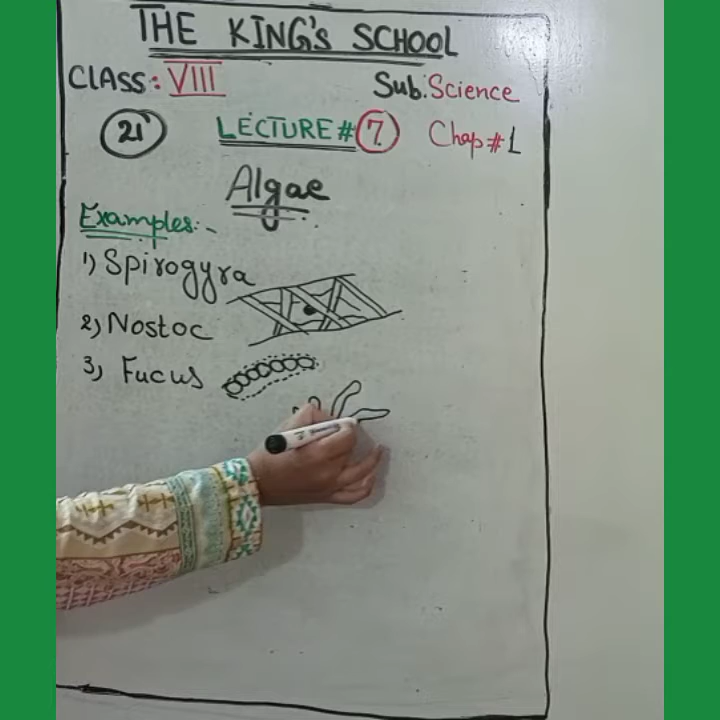 THE KING'S SCHOOL
CLASS: VIII Sub: Science
21 LECTURE # 7 Chap # 1
Algae
Examples:-
1) Spirogyra
2) Nostoc
3) Fucus